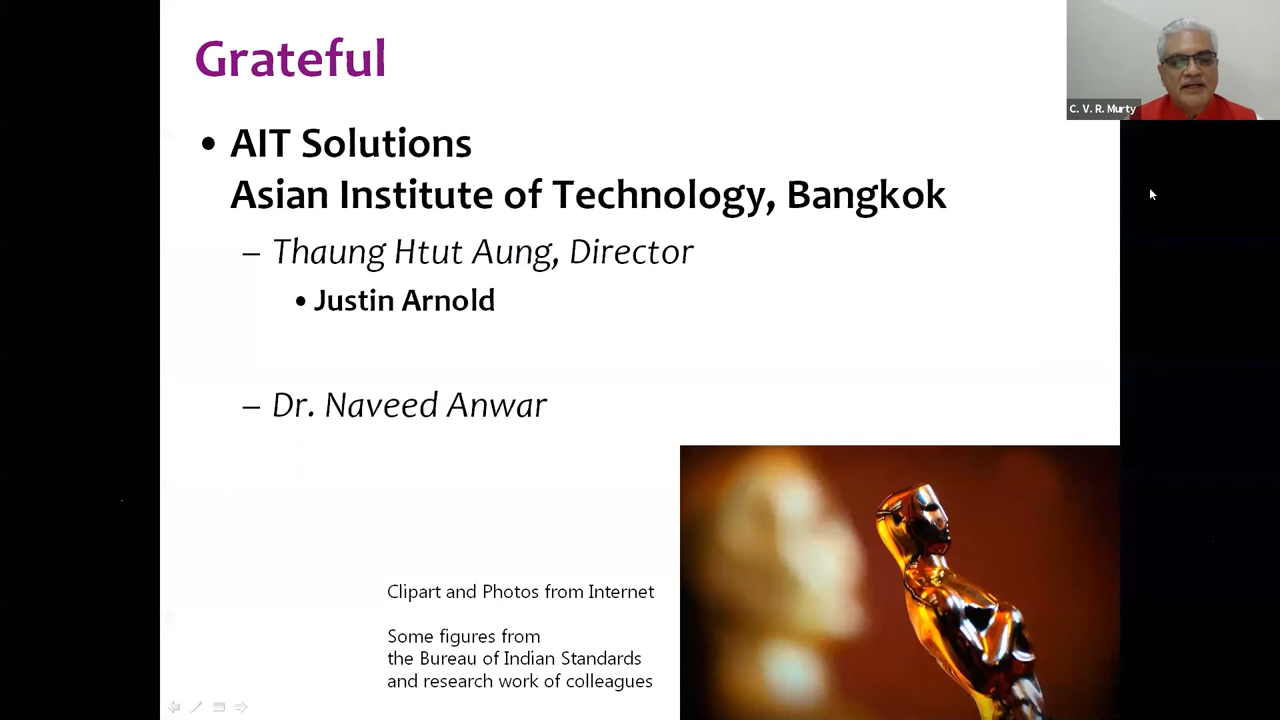 Grateful
• AIT Solutions
Asian Institute of Technology, Bangkok
– Thaung Htut Aung, Director
• Justin Arnold
– Dr. Naveed Anwar
Clipart and Photos from Internet
Some figures from
the Bureau of Indian Standards
and research work of colleagues
C. V. R. Murty